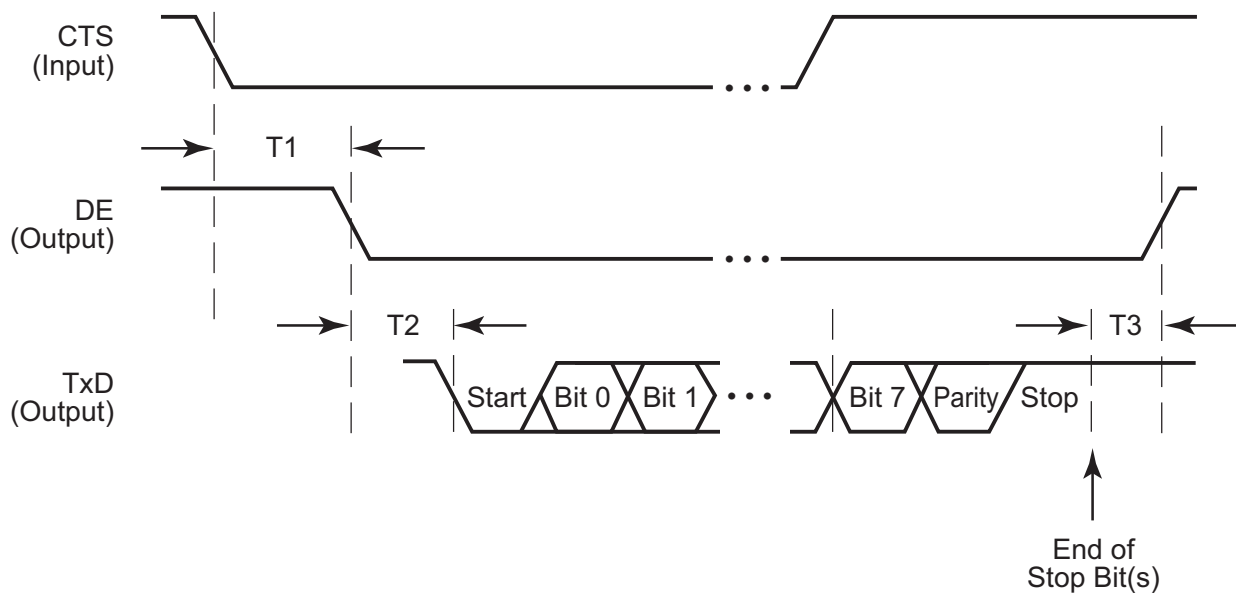 CTS
(Input)
T1
DE
(Output)
T2
T3
TxD
(Output)
Start
Bit 0
Bit 1
Bit 7
Parity
Stop
End of
Stop Bit(s)